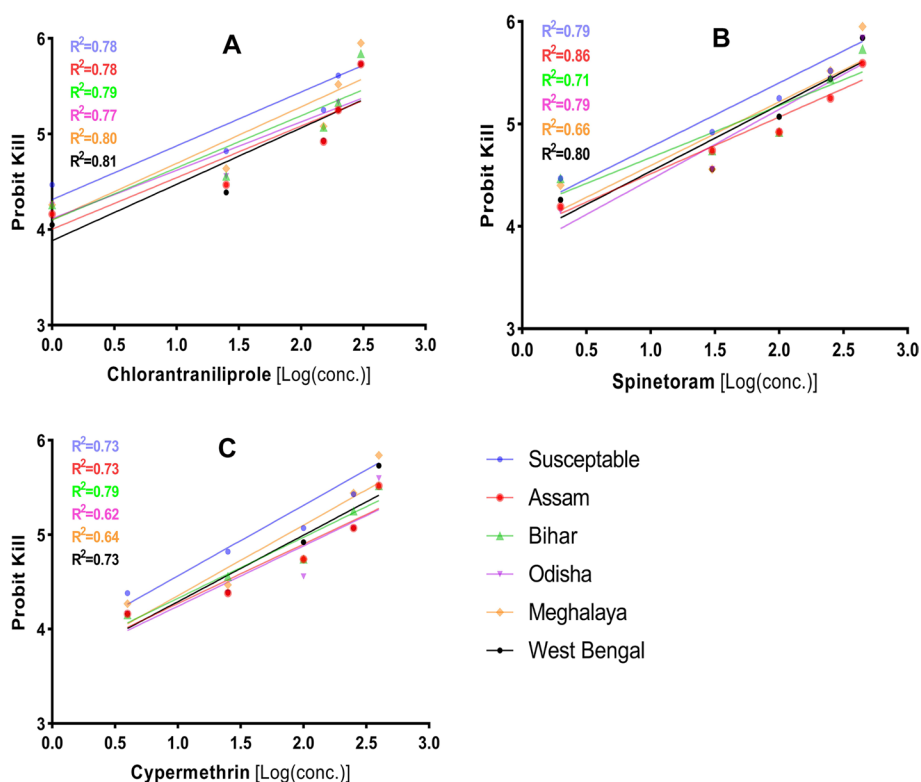 A
R²=0.78
R²=0.78
R²=0.79
R²=0.77
R²=0.80
R²=0.81
Probit Kill
6
5
4
3
0.0 0.5 1.0 1.5 2.0 2.5 3.0
Chlorantraniliprole [Log(conc.)]
B
R²=0.79
R²=0.86
R²=0.71
R²=0.79
R²=0.66
R²=0.80
Probit Kill
6
5
4
3
0.0 0.5 1.0 1.5 2.0 2.5 3.0
Spinetoram [Log(conc.)]
C
R²=0.73
R²=0.73
R²=0.79
R²=0.62
R²=0.64
R²=0.73
Probit Kill
6
5
4
3
0.0 0.5 1.0 1.5 2.0 2.5 3.0
Cypermethrin [Log(conc.)]
Susceptable
Assam
Bihar
Odisha
Meghalaya
West Bengal